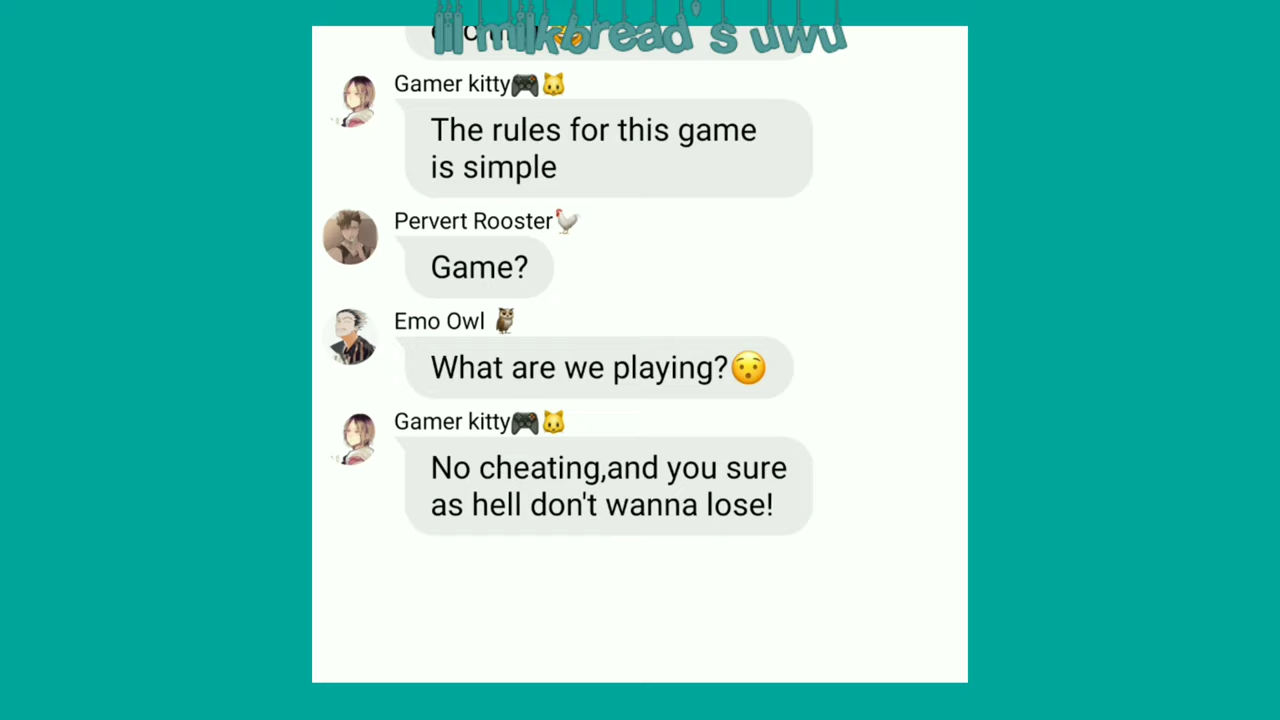 lil milkbread's uwu
Gamer kitty🎮🐱
The rules for this game
is simple
Pervert Rooster🐓
Game?
Emo Owl 🦉
What are we playing?😯
Gamer kitty🎮🐱
No cheating,and you sure
as hell don't wanna lose!